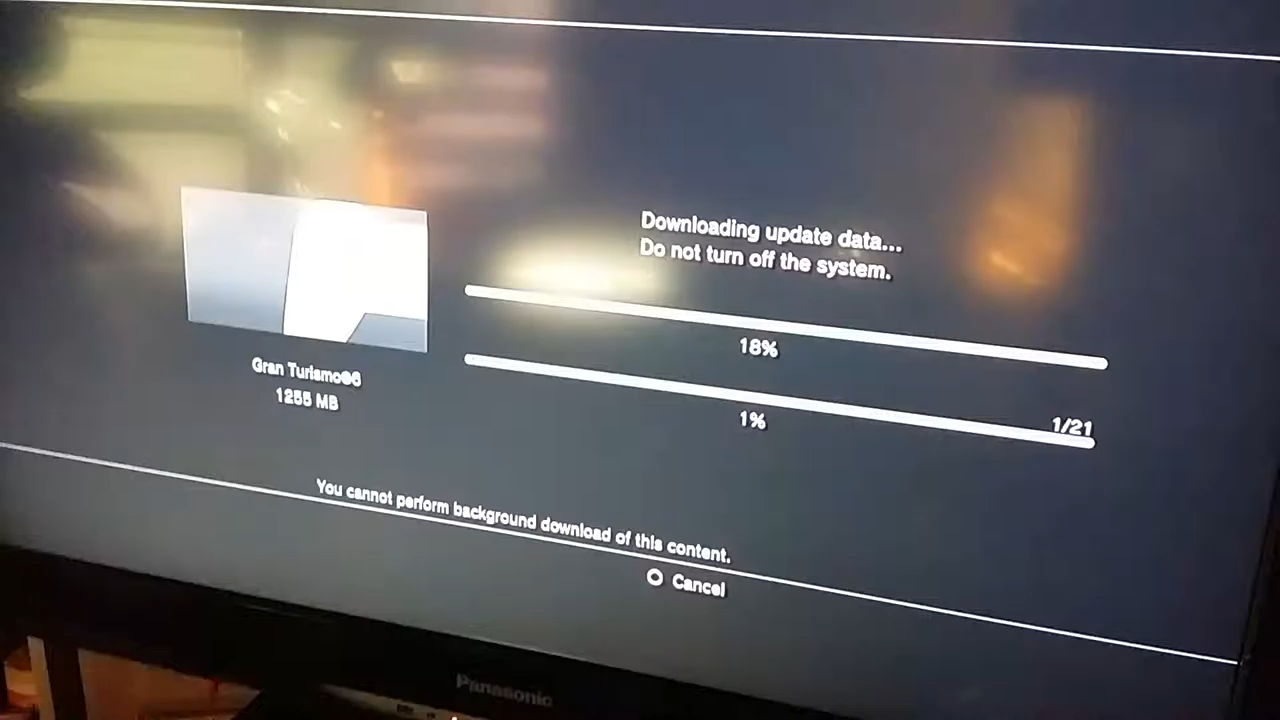 Downloading update data...
Do not turn off the system.
18%
Gran Turismo®6
1255 MB
1/21
1%
You cannot perform background download of this content.
Cancel
Panasonic